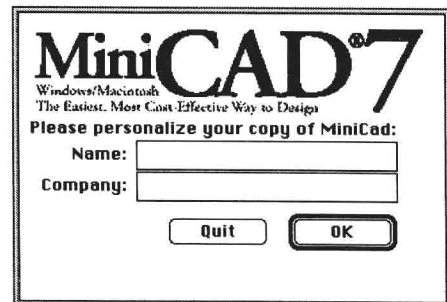 MiniCAD®7
Windows/Macintosh
The Easiest, Most Cost-Effective Way to Design
Please personalize your copy of MiniCad:
Name:
Company:
Quit OK